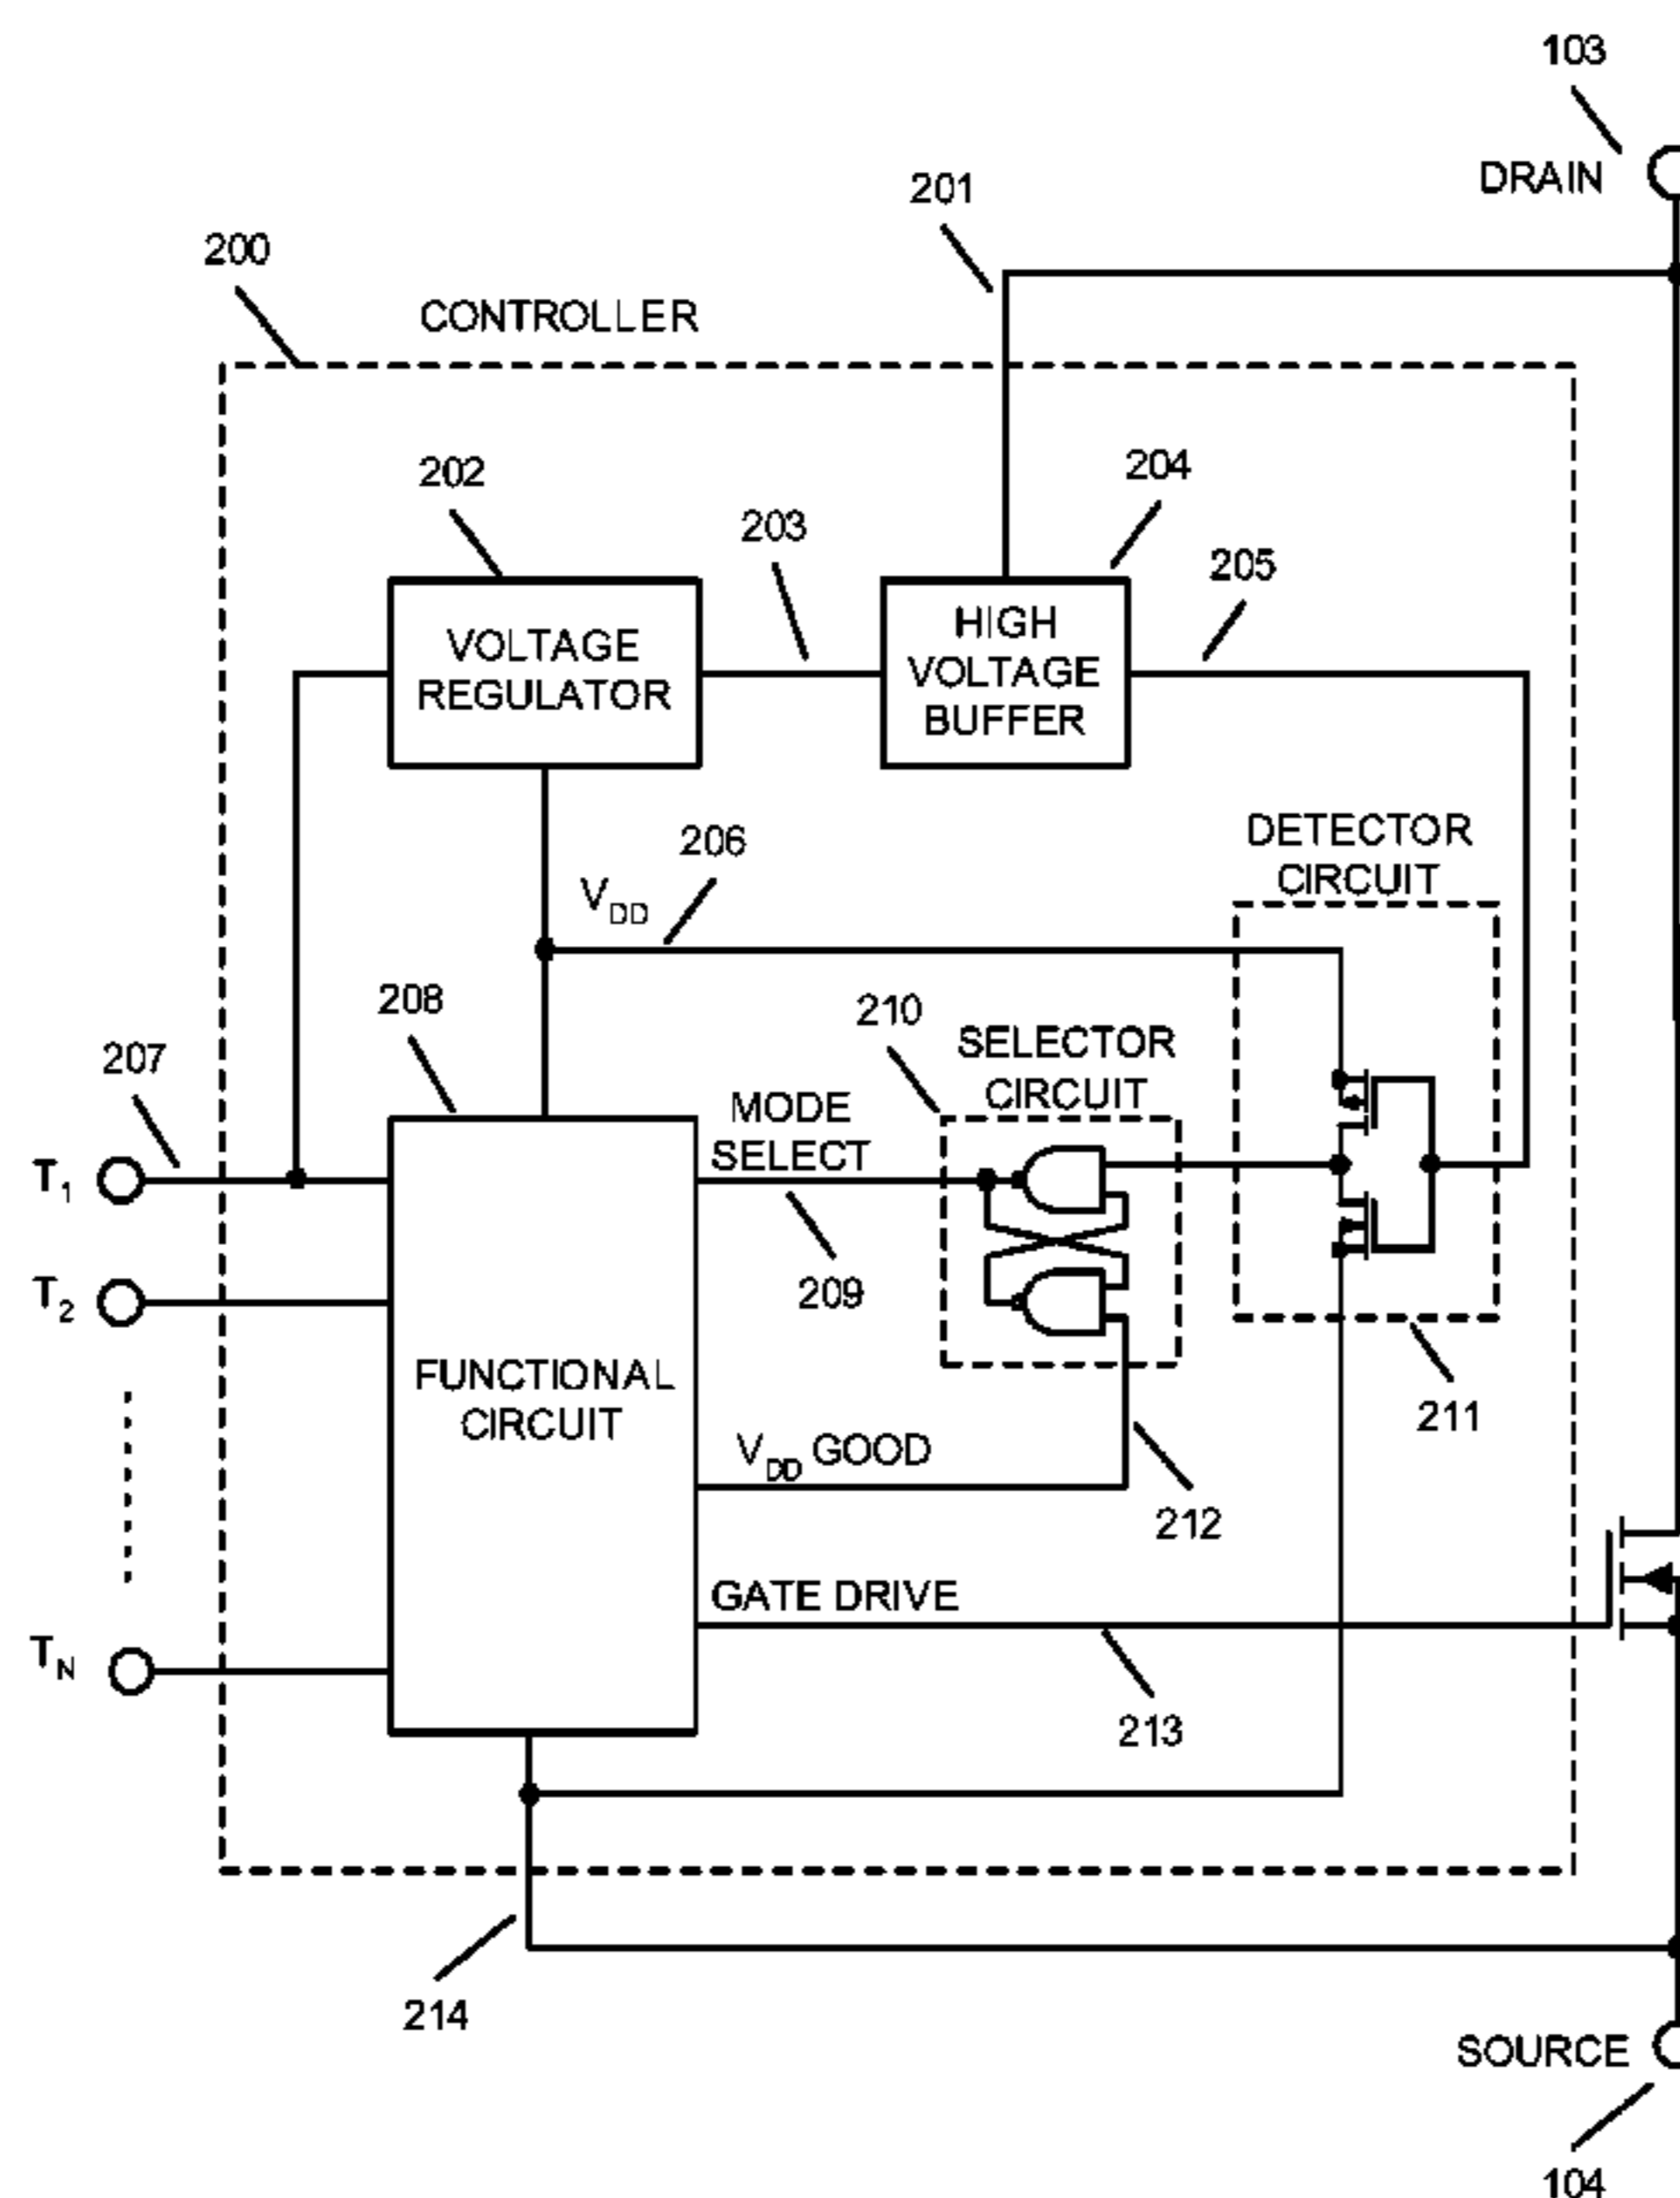 103
DRAIN
201
200
CONTROLLER
202
203
204
205
VOLTAGE
REGULATOR
HIGH
VOLTAGE
BUFFER
206
VDD
DETECTOR
CIRCUIT
207
208
210
SELECTOR
CIRCUIT
MODE
SELECT
T1
T2
209
211
FUNCTIONAL
CIRCUIT
VDD GOOD
212
GATE DRIVE
TN
213
214
SOURCE
104